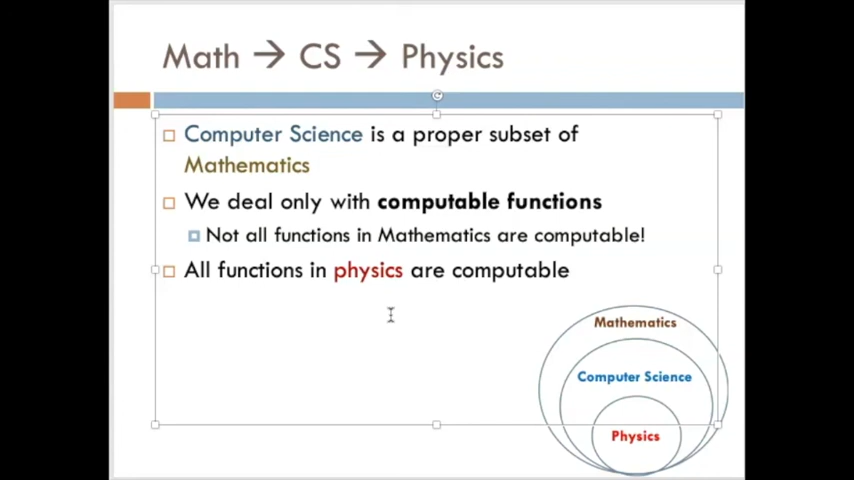 Math → CS → Physics
Computer Science is a proper subset of
Mathematics
We deal only with computable functions
Not all functions in Mathematics are computable!
All functions in physics are computable
Mathematics
Computer Science
Physics